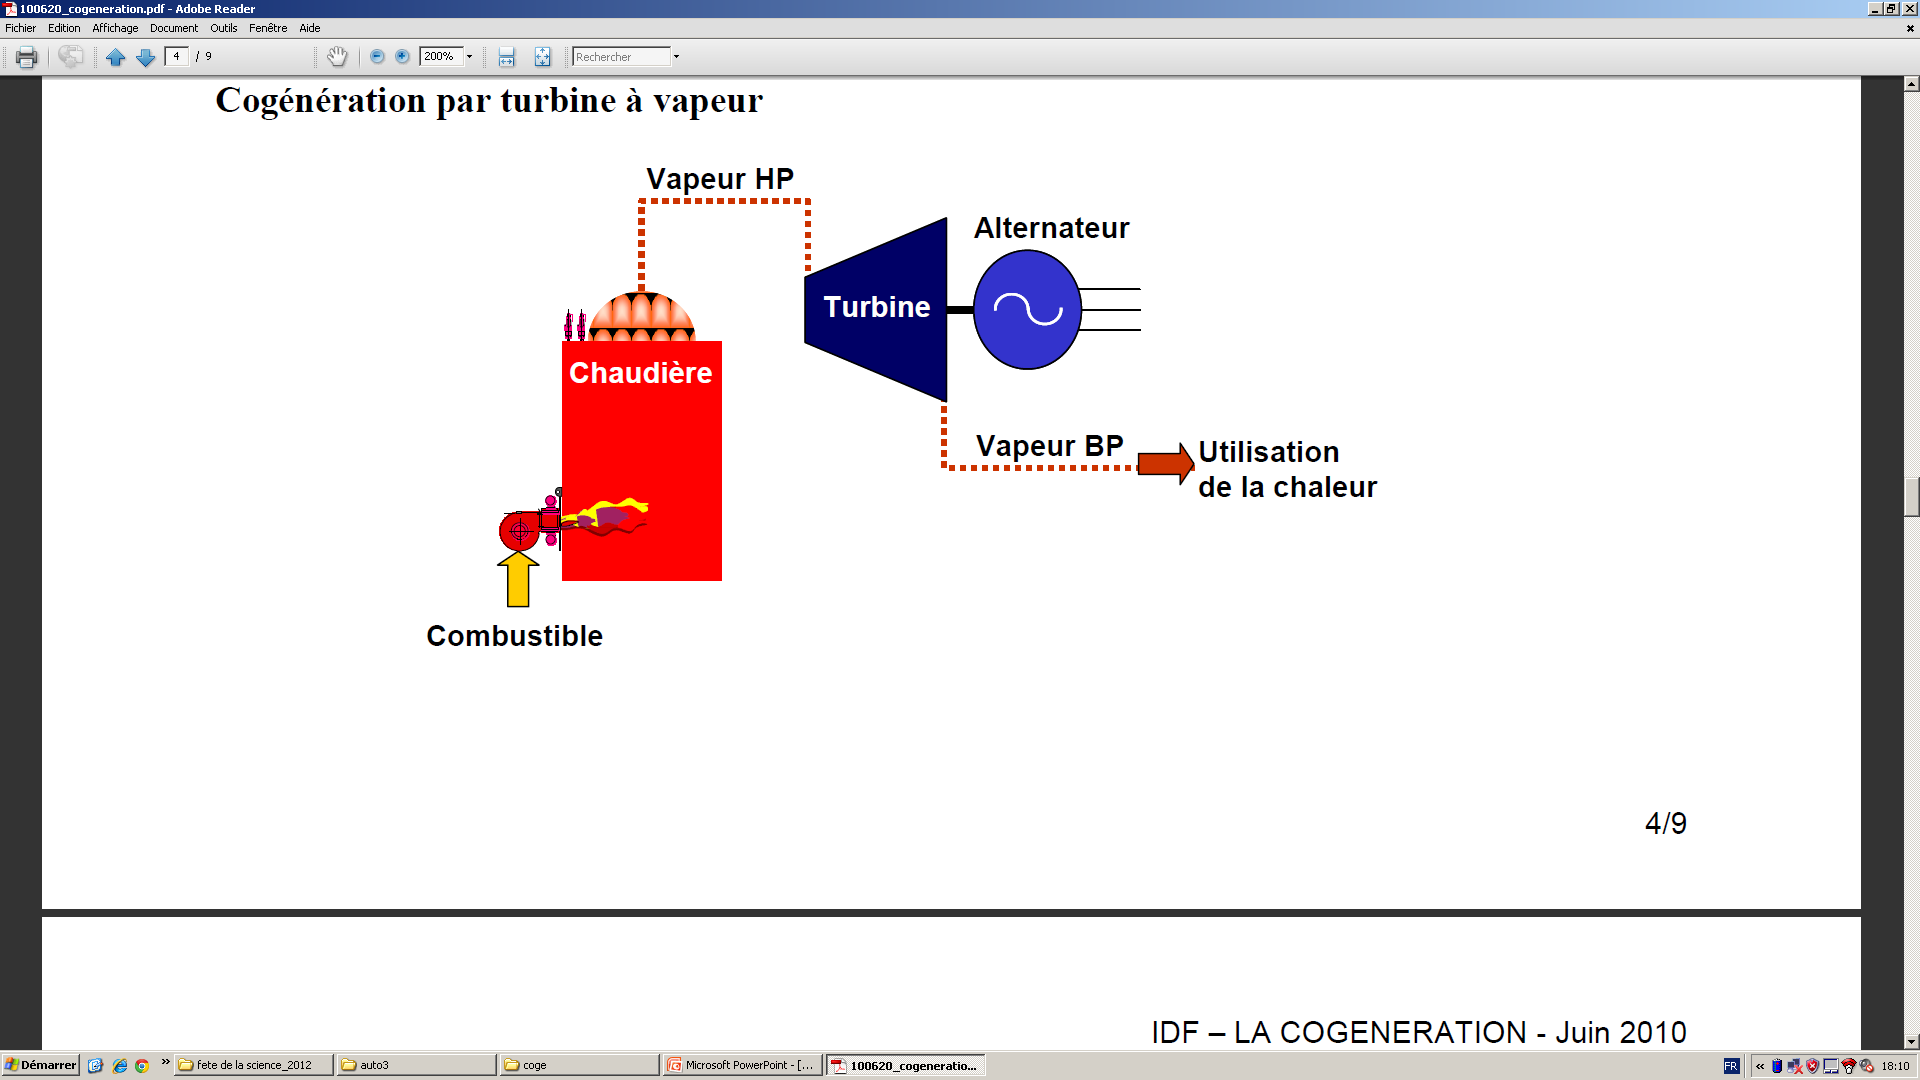 100620_cogeneration.pdf - Adobe Reader
Fichier Edition Affichage Document Outils Fenêtre Aide
4 / 9 200% Rechercher
Cogénération par turbine à vapeur
Vapeur HP
Alternateur
Turbine
Chaudière
Vapeur BP
Utilisation
de la chaleur
Combustible
4/9
IDF – LA COGENERATION - Juin 2010
Démarrer » fete de la science_2012 auto3 coge Microsoft PowerPoint - [... 100620_cogeneratio... FR « 18:10